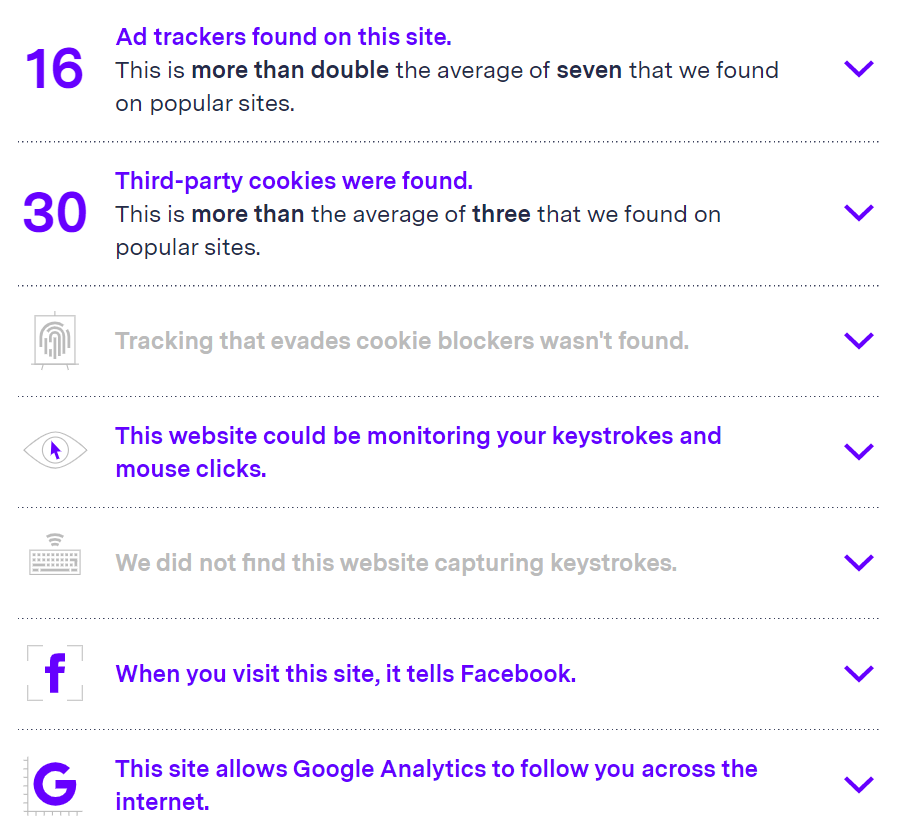 16
Ad trackers found on this site.
This is more than double the average of seven that we found
on popular sites.
30
Third-party cookies were found.
This is more than the average of three that we found on
popular sites.
Tracking that evades cookie blockers wasn't found.
This website could be monitoring your keystrokes and
mouse clicks.
We did not find this website capturing keystrokes.
f
When you visit this site, it tells Facebook.
G
This site allows Google Analytics to follow you across the
internet.